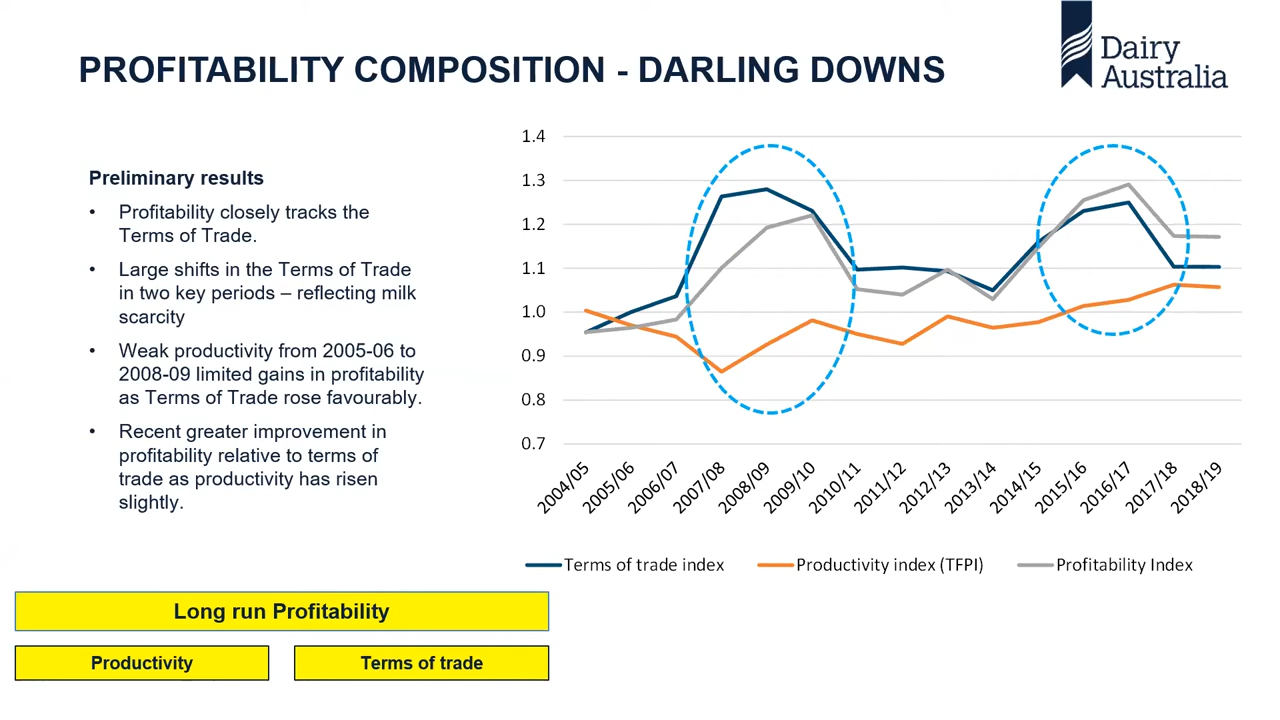 PROFITABILITY COMPOSITION - DARLING DOWNS
Dairy
Australia
Preliminary results
• Profitability closely tracks the
Terms of Trade.
• Large shifts in the Terms of Trade
in two key periods – reflecting milk
scarcity
• Weak productivity from 2005-06 to
2008-09 limited gains in profitability
as Terms of Trade rose favourably.
• Recent greater improvement in
profitability relative to terms of
trade as productivity has risen
slightly.
1.4
1.3
1.2
1.1
1.0
0.9
0.8
0.7
2004/05
2005/06
2006/07
2007/08
2008/09
2009/10
2010/11
2011/12
2012/13
2013/14
2014/15
2015/16
2016/17
2017/18
2018/19
Terms of trade index
Productivity index (TFPI)
Profitability Index
Long run Profitability
Productivity
Terms of trade